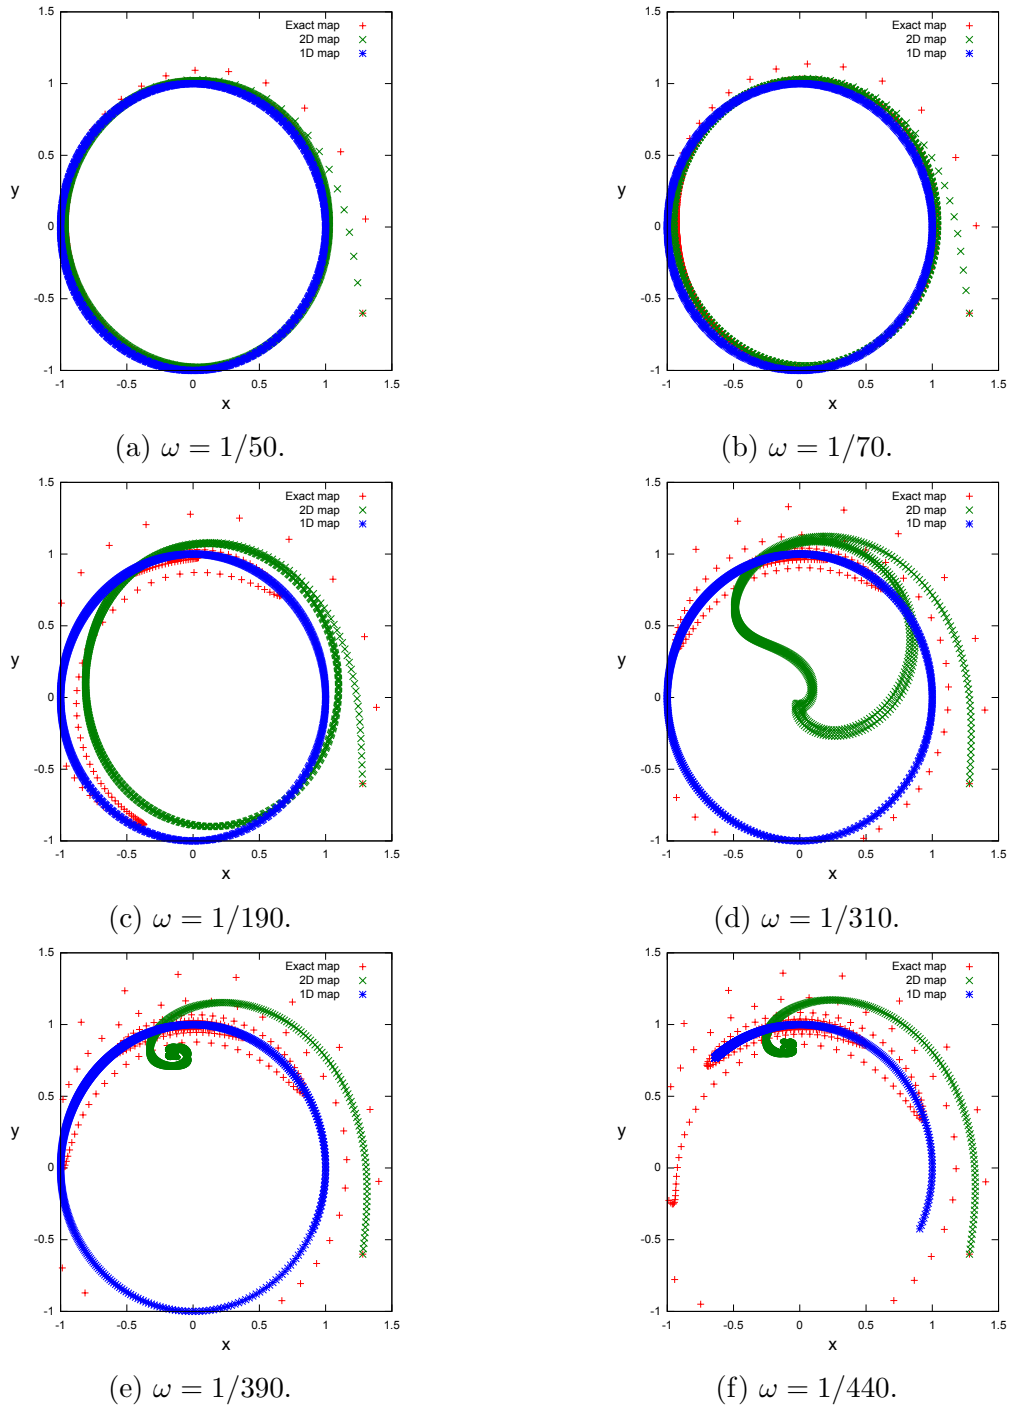 1.5
1
0.5
0
-0.5
-1
-1 -0.5 0 0.5 1 1.5
y
x
Exact map
2D map
1D map
1.5
1
0.5
0
-0.5
-1
-1 -0.5 0 0.5 1 1.5
y
x
Exact map
2D map
1D map
(a) ω = 1/50.
(b) ω = 1/70.
1.5
1
0.5
0
-0.5
-1
-1 -0.5 0 0.5 1 1.5
y
x
Exact map
2D map
1D map
1.5
1
0.5
0
-0.5
-1
-1 -0.5 0 0.5 1 1.5
y
x
Exact map
2D map
1D map
(c) ω = 1/190.
(d) ω = 1/310.
1.5
1
0.5
0
-0.5
-1
-1 -0.5 0 0.5 1 1.5
y
x
Exact map
2D map
1D map
1.5
1
0.5
0
-0.5
-1
-1 -0.5 0 0.5 1 1.5
y
x
Exact map
2D map
1D map
(e) ω = 1/390.
(f) ω = 1/440.